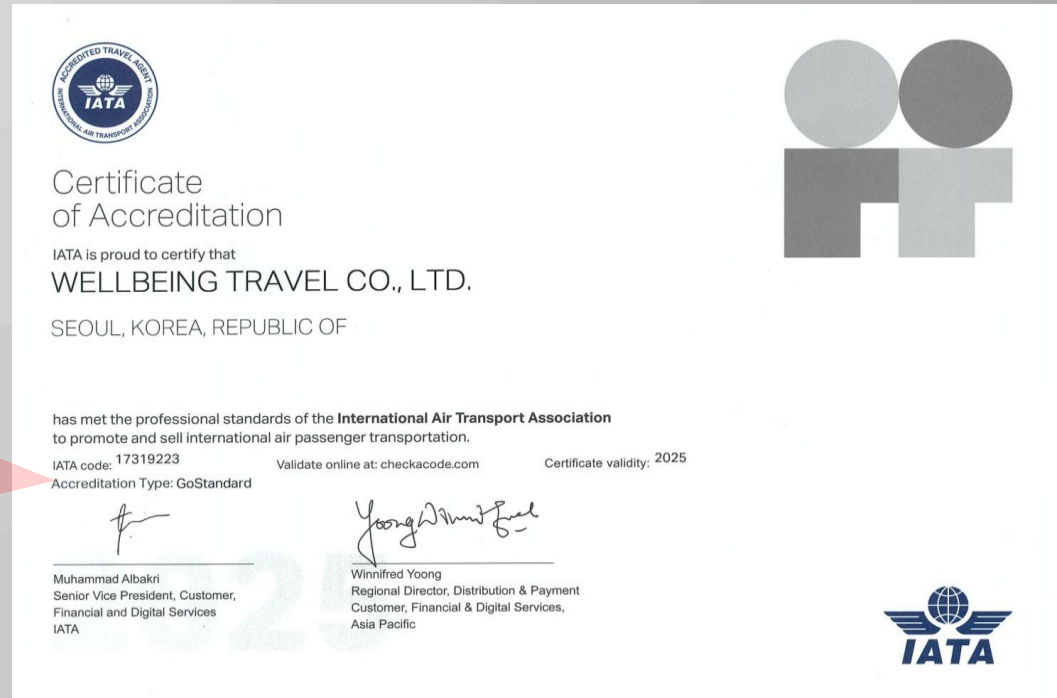 ACCREDITED TRAVEL AGENT
IATA
INTERNATIONAL AIR TRANSPORT ASSOCIATION
Certificate
of Accreditation
IATA is proud to certify that
WELLBEING TRAVEL CO., LTD.
SEOUL, KOREA, REPUBLIC OF
has met the professional standards of the International Air Transport Association
to promote and sell international air passenger transportation.
IATA code: 17319223 Validate online at: checkacode.com Certificate validity: 2025
Accreditation Type: GoStandard
2025
Muhammad Albakri
Senior Vice President, Customer,
Financial and Digital Services
IATA
Winnifred Yoong
Regional Director, Distribution & Payment
Customer, Financial & Digital Services,
Asia Pacific
IATA